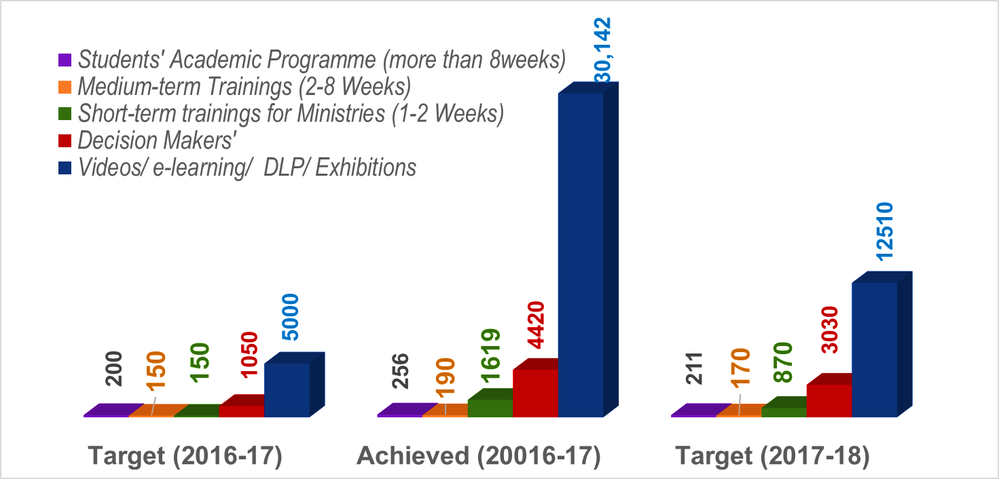 Students' Academic Programme (more than 8weeks)
Medium-term Trainings (2-8 Weeks)
Short-term trainings for Ministries (1-2 Weeks)
Decision Makers'
Videos/ e-learning/  DLP/ Exhibitions
200
150
150
1050
5000
256
190
1619
4420
30,142
211
170
870
3030
12510
Target (2016-17)
Achieved (20016-17)
Target (2017-18)